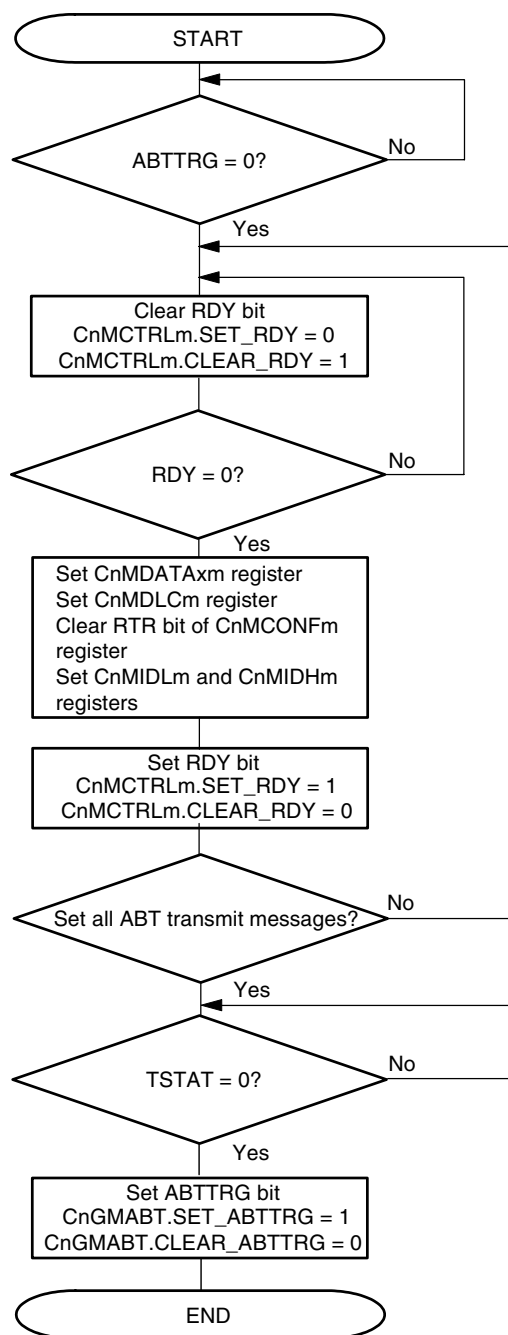 START
ABTTRG = 0?
No
Yes
Clear RDY bit
CnMCTRLm.SET_RDY = 0
CnMCTRLm.CLEAR_RDY = 1
RDY = 0?
No
Yes
Set CnMDATAxm register
Set CnMDLCm register
Clear RTR bit of CnMCONFm
register
Set CnMIDLm and CnMIDHm
registers
Set RDY bit
CnMCTRLm.SET_RDY = 1
CnMCTRLm.CLEAR_RDY = 0
Set all ABT transmit messages?
No
Yes
TSTAT = 0?
No
Yes
Set ABTTRG bit
CnGMABT.SET_ABTTRG = 1
CnGMABT.CLEAR_ABTTRG = 0
END